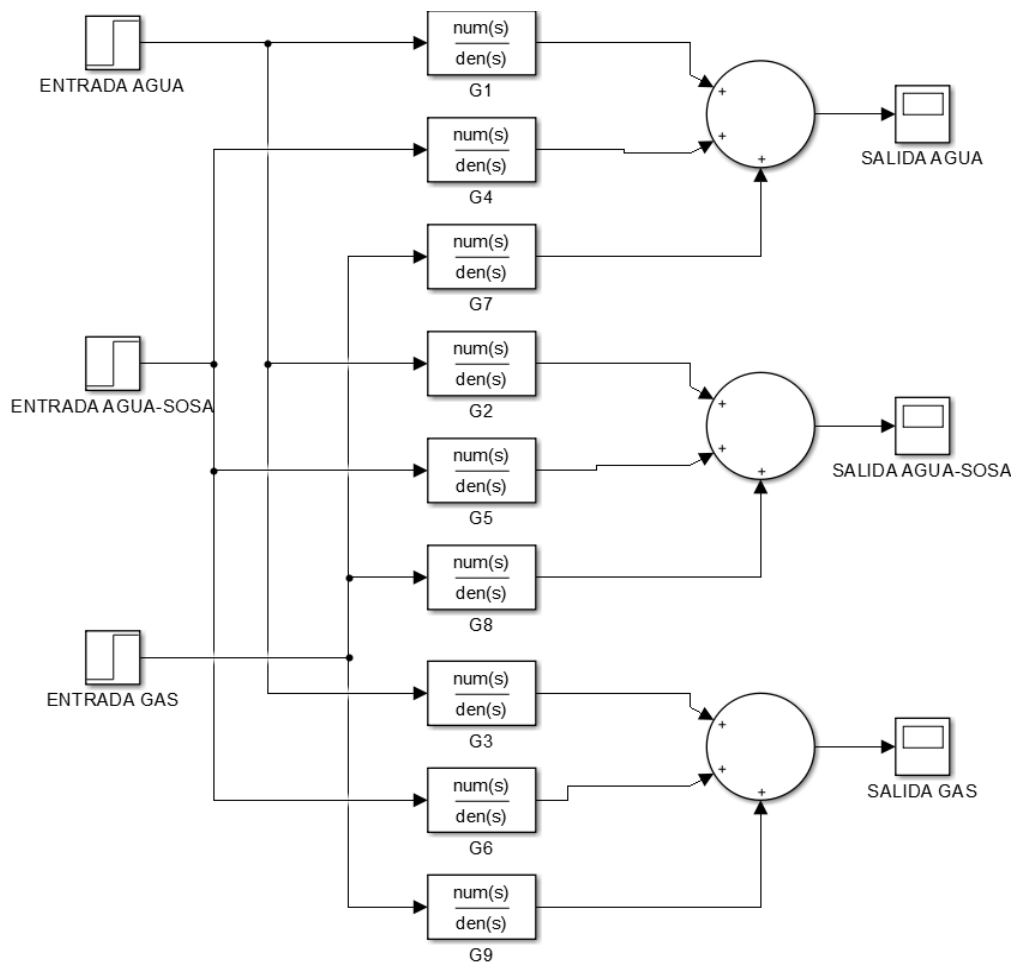 num(s)
den(s)
G1
ENTRADA AGUA
+
+
+
SALIDA AGUA
num(s)
den(s)
G4
num(s)
den(s)
G7
ENTRADA AGUA-SOSA
num(s)
den(s)
G2
+
+
+
SALIDA AGUA-SOSA
num(s)
den(s)
G5
num(s)
den(s)
G8
ENTRADA GAS
num(s)
den(s)
G3
+
+
+
SALIDA GAS
num(s)
den(s)
G6
num(s)
den(s)
G9